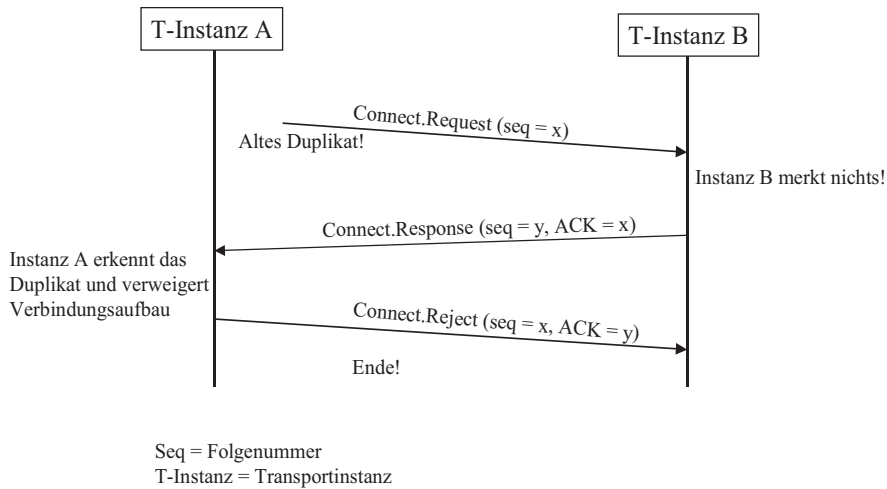 T-Instanz A
T-Instanz B
Connect.Request (seq = x)
Altes Duplikat!
Instanz B merkt nichts!
Connect.Response (seq = y, ACK = x)
Instanz A erkennt das
Duplikat und verweigert
Verbindungsaufbau
Connect.Reject (seq = x, ACK = y)
Ende!
Seq = Folgenummer
T-Instanz = Transportinstanz